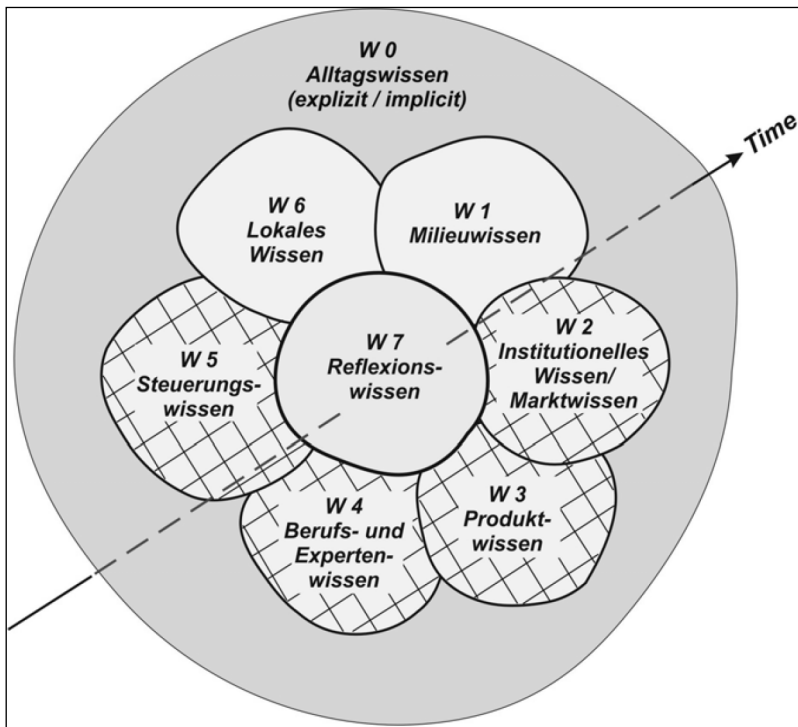 W 0
Alltagswissen
(explizit / implicit)
Time
W 6
Lokales
Wissen
W 1
Milieuwissen
W 5
Steuerungs-
wissen
W 7
Reflexions-
wissen
W 2
Institutionelles
Wissen/
Marktwissen
W 4
Berufs- und
Experten-
wissen
W 3
Produkt-
wissen